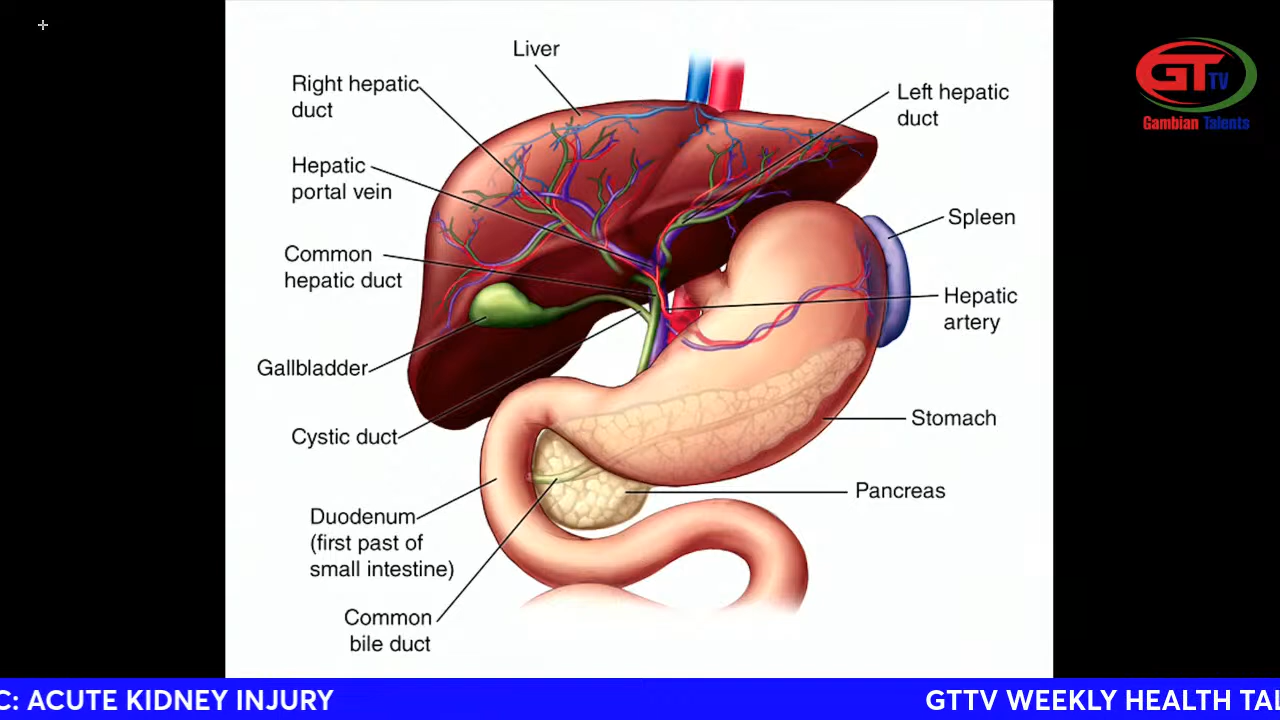 Liver
Right hepatic
duct
Left hepatic
duct
GT TV
Gambian Talents
Hepatic
portal vein
Spleen
Common
hepatic duct
Hepatic
artery
Gallbladder
Cystic duct
Stomach
Pancreas
Duodenum
(first past of
small intestine)
Common
bile duct
C: ACUTE KIDNEY INJURY
GTTV WEEKLY HEALTH TAL